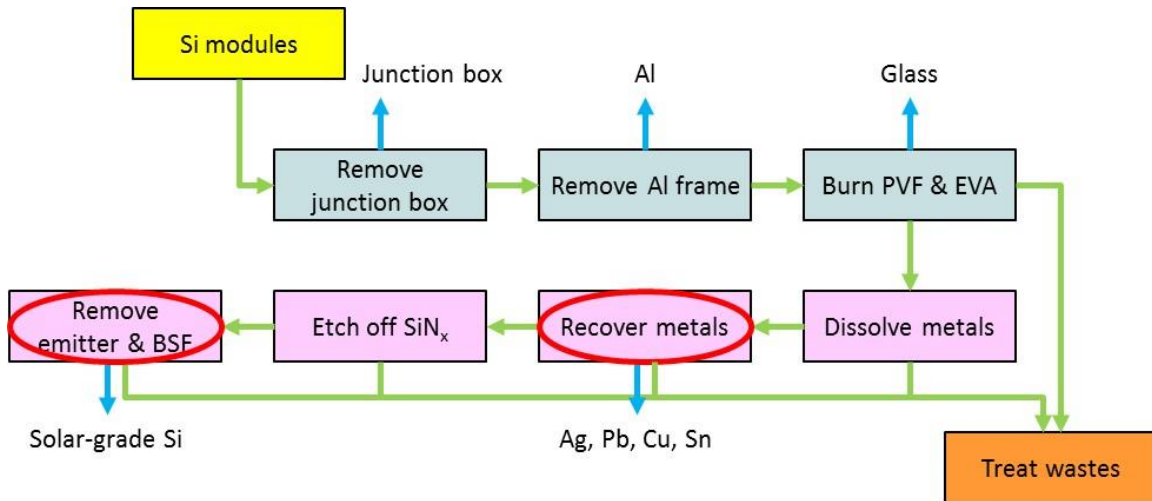 Si modules
Junction box
Al
Glass
Remove
junction box
Remove Al frame
Burn PVF & EVA
Remove
emitter & BSF
Etch off SiNₓ
Recover metals
Dissolve metals
Solar-grade Si
Ag, Pb, Cu, Sn
Treat wastes